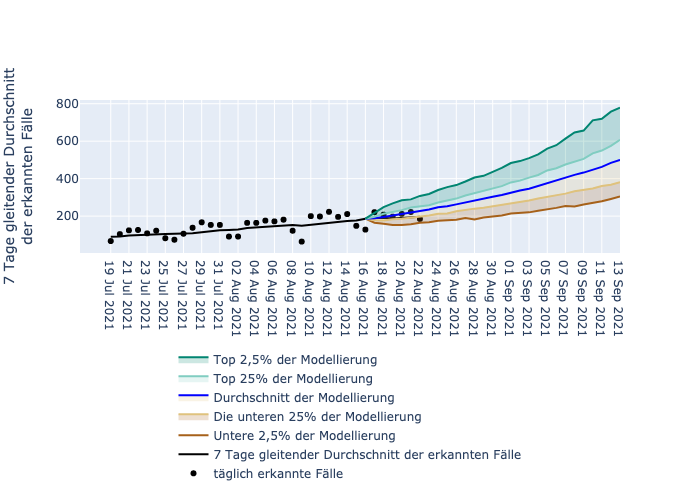 7 Tage gleitender Durchschnitt
der erkannten Fälle
800
600
400
200
19 Jul 2021
21 Jul 2021
23 Jul 2021
25 Jul 2021
27 Jul 2021
29 Jul 2021
31 Jul 2021
02 Aug 2021
04 Aug 2021
06 Aug 2021
08 Aug 2021
10 Aug 2021
12 Aug 2021
14 Aug 2021
16 Aug 2021
18 Aug 2021
20 Aug 2021
22 Aug 2021
24 Aug 2021
26 Aug 2021
28 Aug 2021
30 Aug 2021
01 Sep 2021
03 Sep 2021
05 Sep 2021
07 Sep 2021
09 Sep 2021
11 Sep 2021
13 Sep 2021
Top 2,5% der Modellierung
Top 25% der Modellierung
Durchschnitt der Modellierung
Die unteren 25% der Modellierung
Untere 2,5% der Modellierung
7 Tage gleitender Durchschnitt der erkannten Fälle
täglich erkannte Fälle